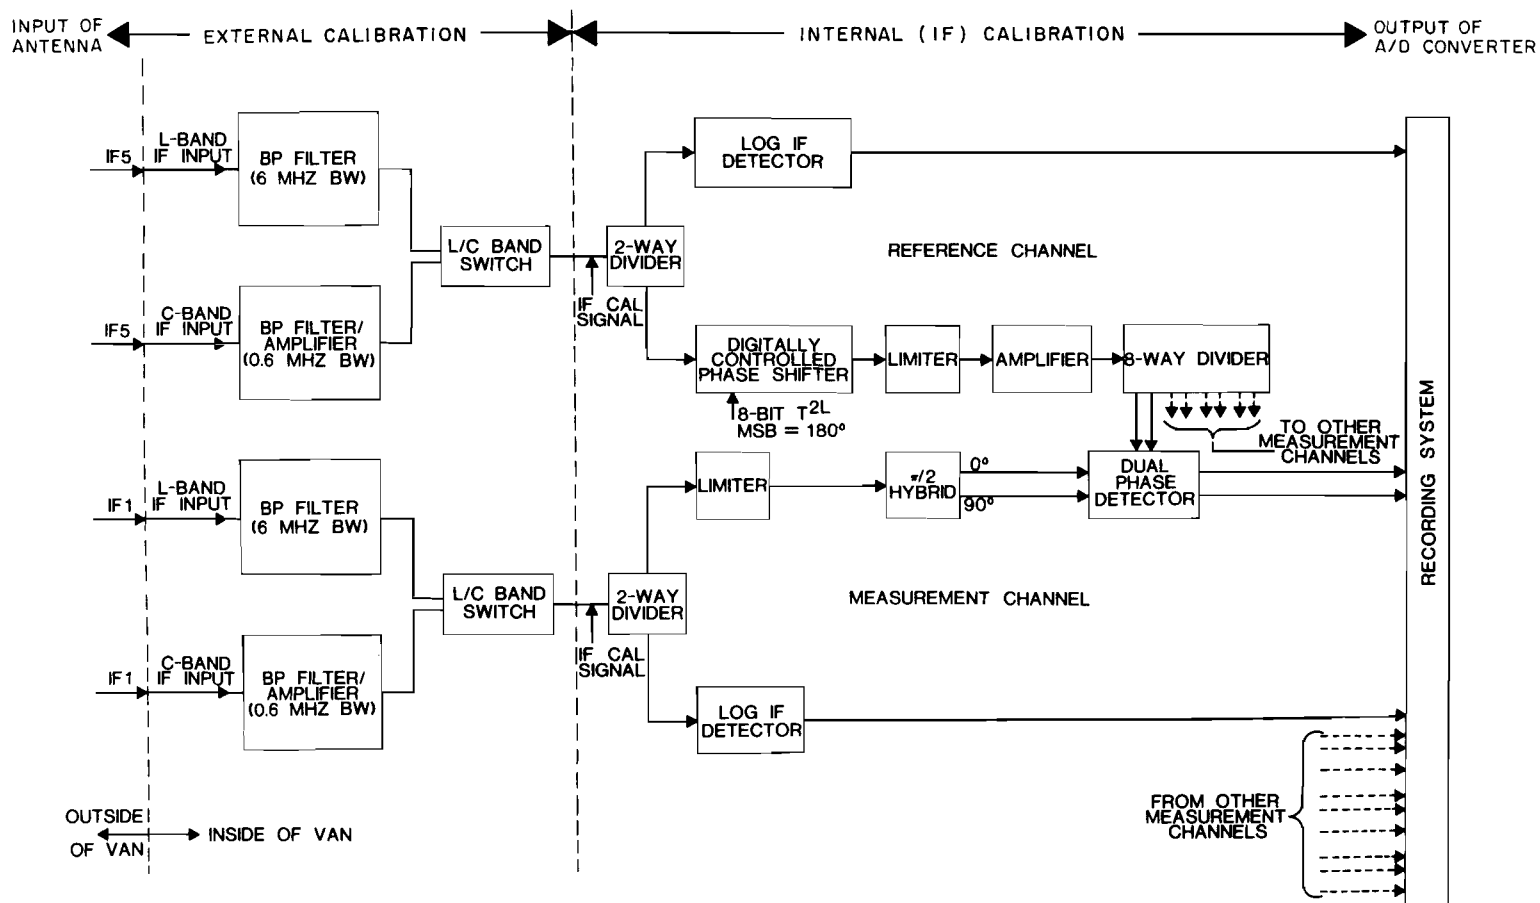 INPUT OF
ANTENNA
EXTERNAL CALIBRATION
INTERNAL (IF) CALIBRATION
OUTPUT OF
A/D CONVERTER
IF5
L-BAND
IF INPUT
BP FILTER
(6 MHZ BW)
LOG IF
DETECTOR
L/C BAND
SWITCH
2-WAY
DIVIDER
REFERENCE CHANNEL
IF CAL
SIGNAL
IF5
C-BAND
IF INPUT
BP FILTER/
AMPLIFIER
(0.6 MHZ BW)
DIGITALLY
CONTROLLED
PHASE SHIFTER
LIMITER
AMPLIFIER
8-WAY DIVIDER
8-BIT T2L
MSB = 180°
TO OTHER
MEASUREMENT
CHANNELS
RECORDING SYSTEM
IF1
L-BAND
IF INPUT
BP FILTER
(6 MHZ BW)
LIMITER
π/2
HYBRID
0°
90°
DUAL
PHASE
DETECTOR
L/C BAND
SWITCH
2-WAY
DIVIDER
MEASUREMENT CHANNEL
IF CAL
SIGNAL
IF1
C-BAND
IF INPUT
BP FILTER/
AMPLIFIER
(0.6 MHZ BW)
LOG IF
DETECTOR
FROM OTHER
MEASUREMENT
CHANNELS
OUTSIDE
OF VAN
INSIDE OF VAN